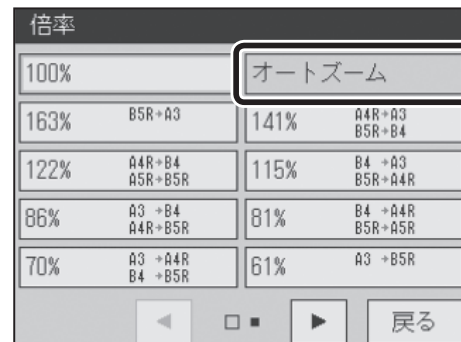 倍率
100% オートズーム
163% B5R→A3 141% A4R→A3
B5R→B4
122% A4R→B4 115% B4 →A3
A5R→B5R B5R→A4R
86% A3 →B4 81% B4 →A4R
A4R→B5R B5R→A5R
70% A3 →A4R 61% A3 →B5R
B4 →B5R
戻る